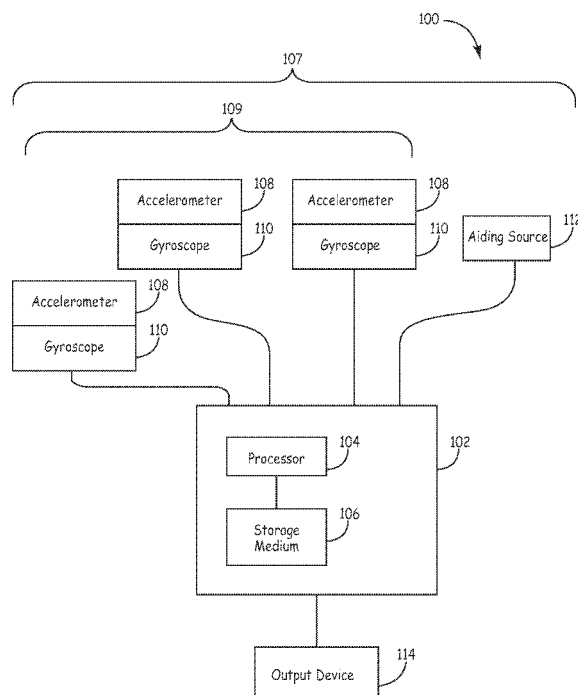 100
107
109
Accelerometer 108
Gyroscope 110
Accelerometer 108
Gyroscope 110
Aiding Source 112
Accelerometer 108
Gyroscope 110
Processor 104
102
Storage
Medium 106
Output Device 114